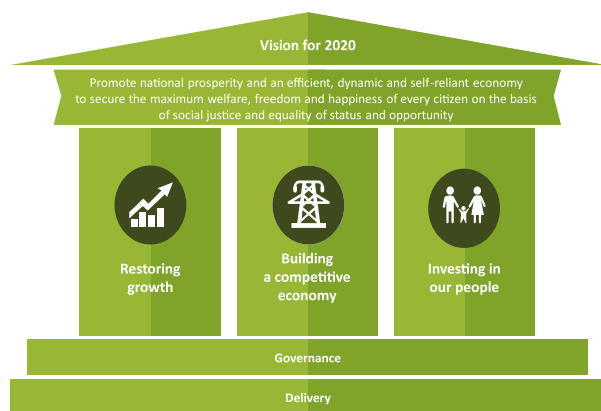 Vision for 2020
Promote national prosperity and an efficient, dynamic and self-reliant economy
to secure the maximum welfare, freedom and happiness of every citizen on the basis
of social justice and equality of status and opportunity
Restoring
growth
Building
a competitive
economy
Investing in
our people
Governance
Delivery